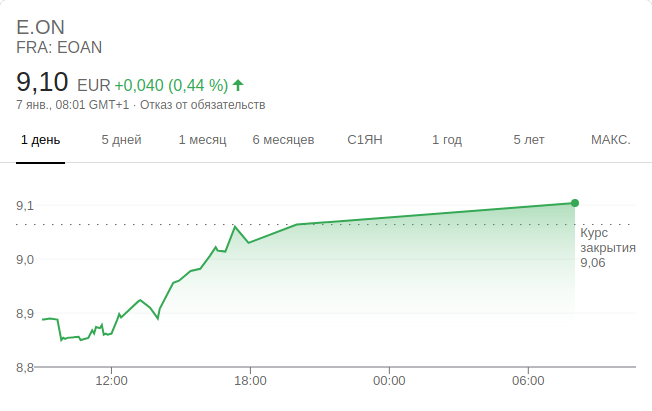 E.ON
FRA: EOAN
9,10 EUR +0,040 (0,44 %)
7 янв., 08:01 GMT+1 · Отказ от обязательств
1 день 5 дней 1 месяц 6 месяцев С1ЯН 1 год 5 лет МАКС.
9,1
Курс
закрытия
9,06
9,0
8,9
8,8
12:00 18:00 00:00 06:00